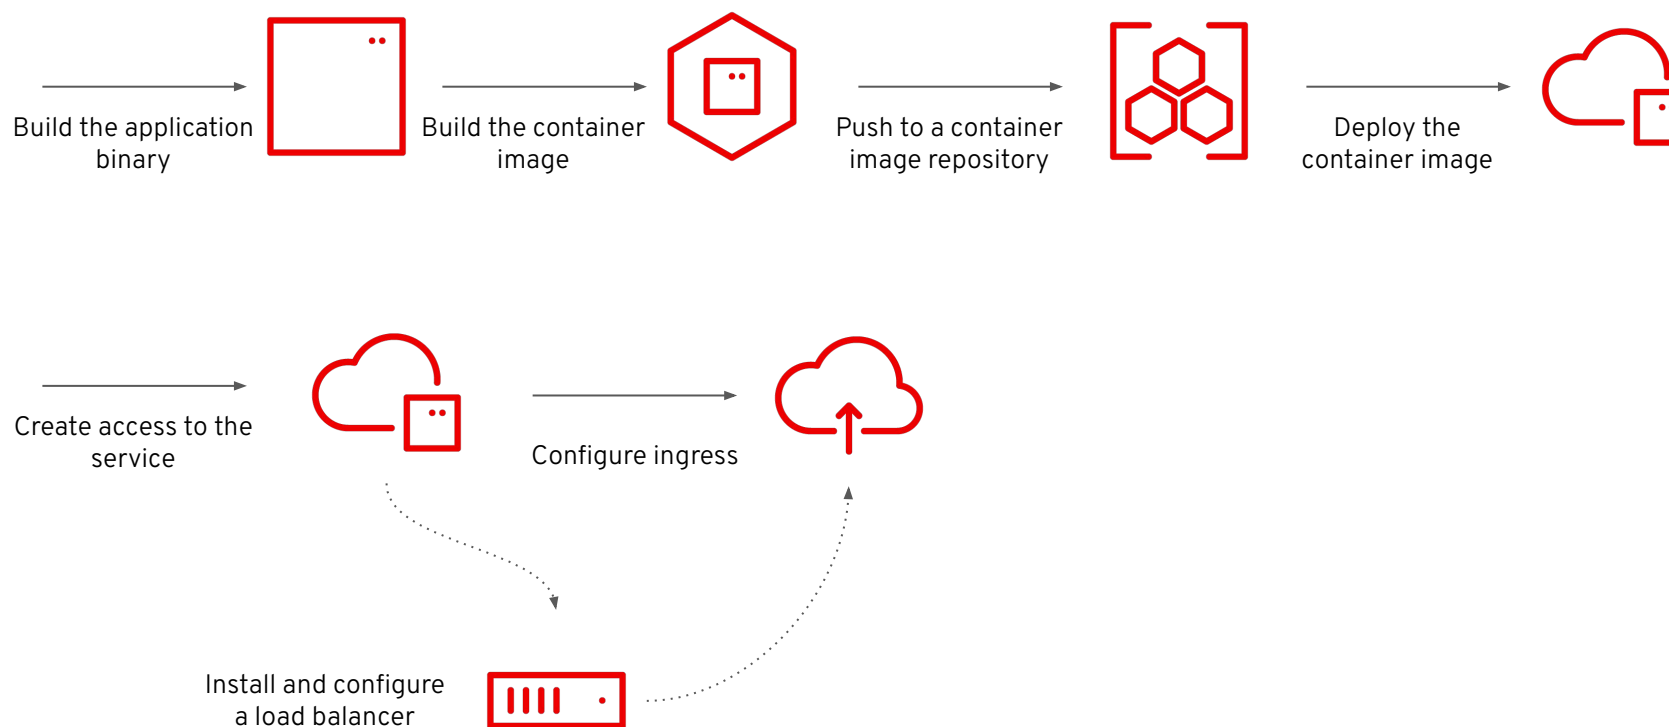 Build the application
binary
Build the container
image
Push to a container
image repository
Deploy the
container image
Create access to the
service
Configure ingress
Install and configure
a load balancer